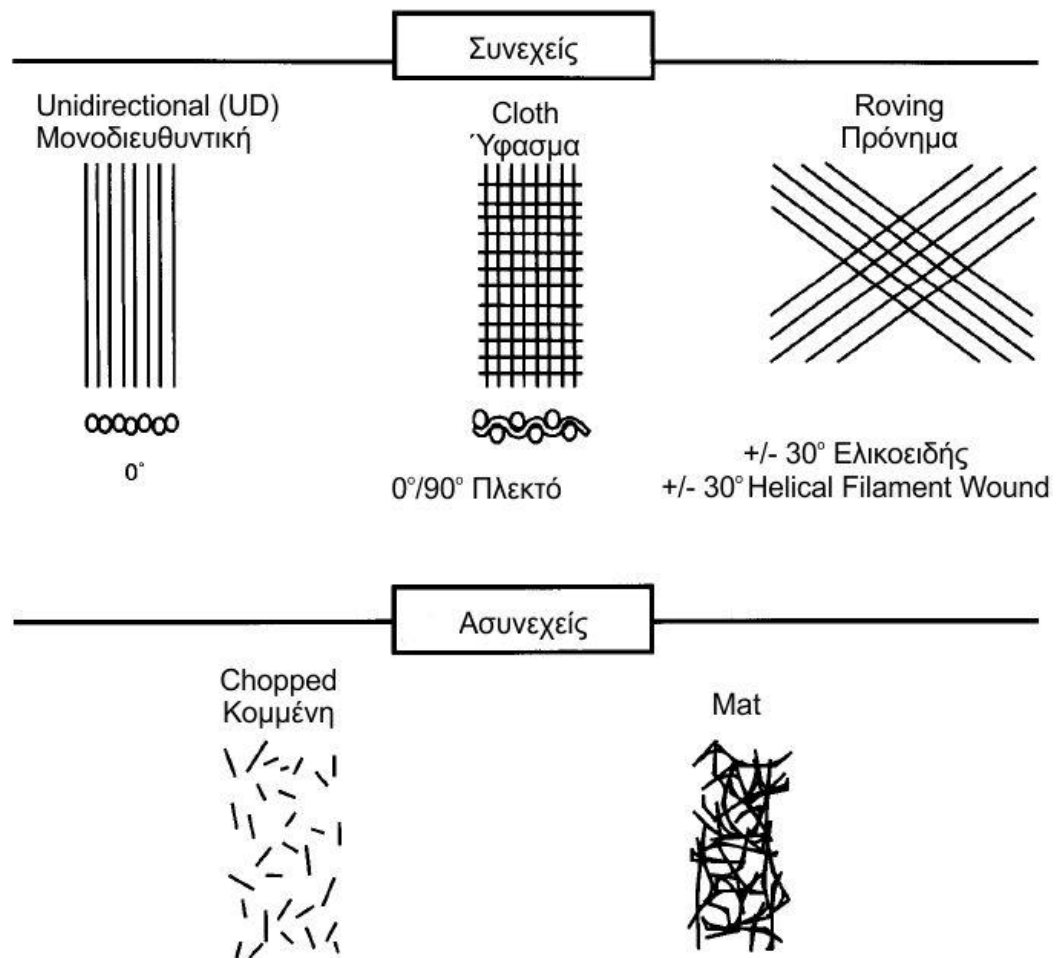 Συνεχείς
Unidirectional (UD)
Μονοδιευθυντική
0°
Cloth
Ύφασμα
0°/90° Πλεκτό
Roving
Πρόνημα
+/- 30° Ελικοειδής
+/- 30° Helical Filament Wound
Ασυνεχείς
Chopped
Κομμένη
Mat